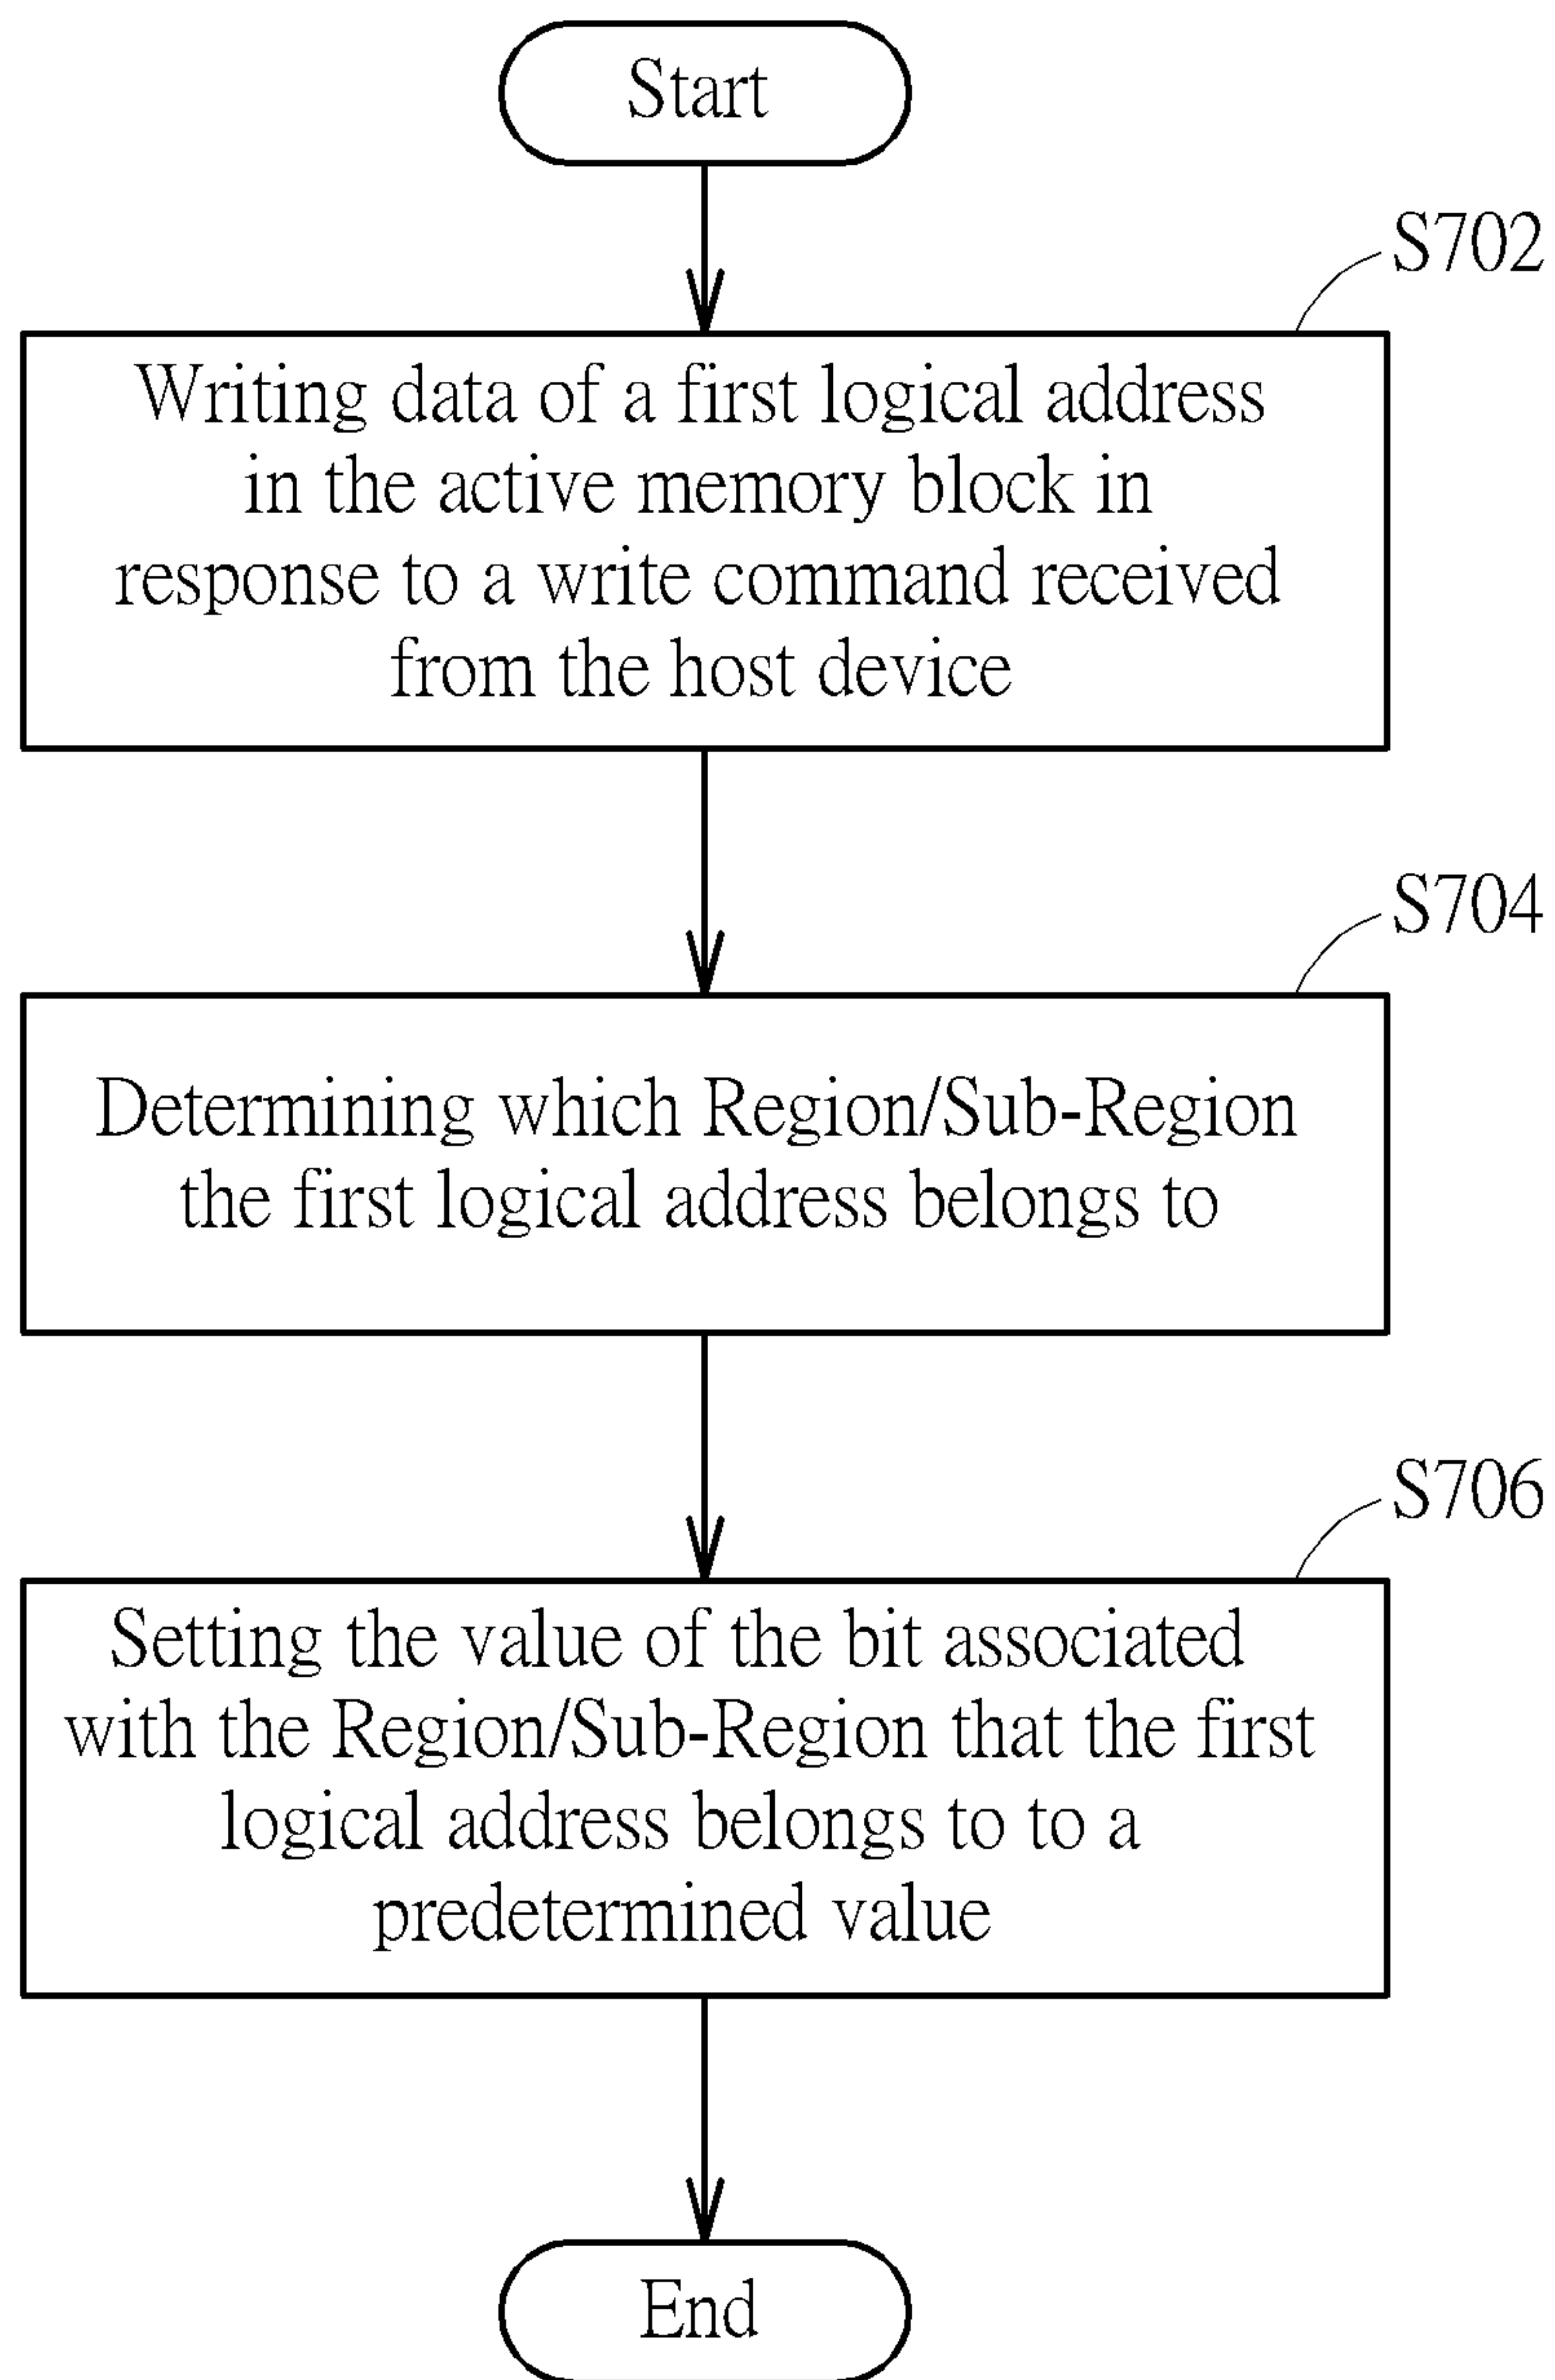 Start
S702
Writing data of a first logical address
in the active memory block in
response to a write command received
from the host device
S704
Determining which Region/Sub-Region
the first logical address belongs to
S706
Setting the value of the bit associated
with the Region/Sub-Region that the first
logical address belongs to to a
predetermined value
End